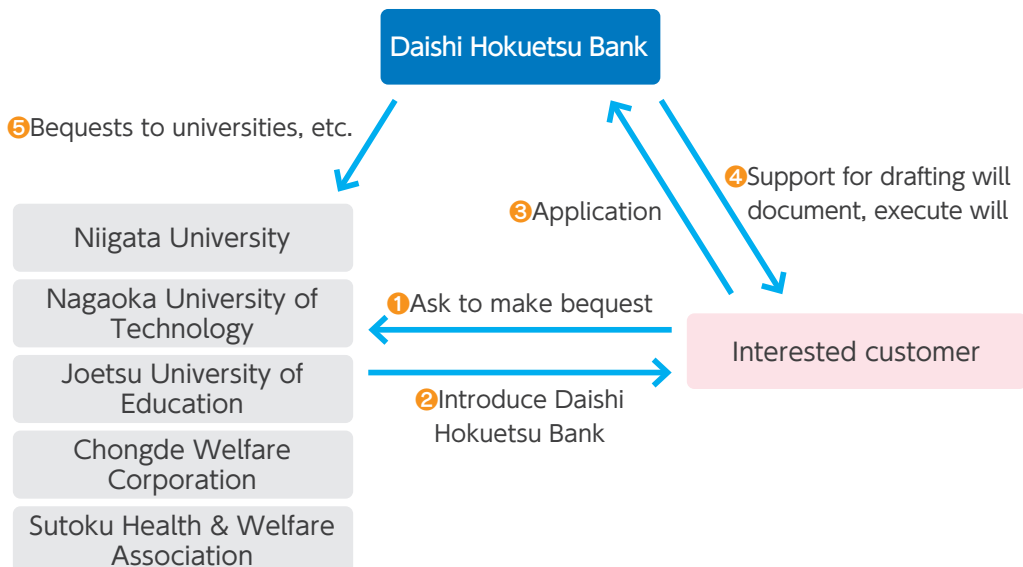 Daishi Hokuetsu Bank
❺Bequests to universities, etc.
❹Support for drafting will
document, execute will
❸Application
Niigata University
Nagaoka University of
Technology
❶Ask to make bequest
Interested customer
Joetsu University of
Education
❷Introduce Daishi
Hokuetsu Bank
Chongde Welfare
Corporation
Sutoku Health & Welfare
Association